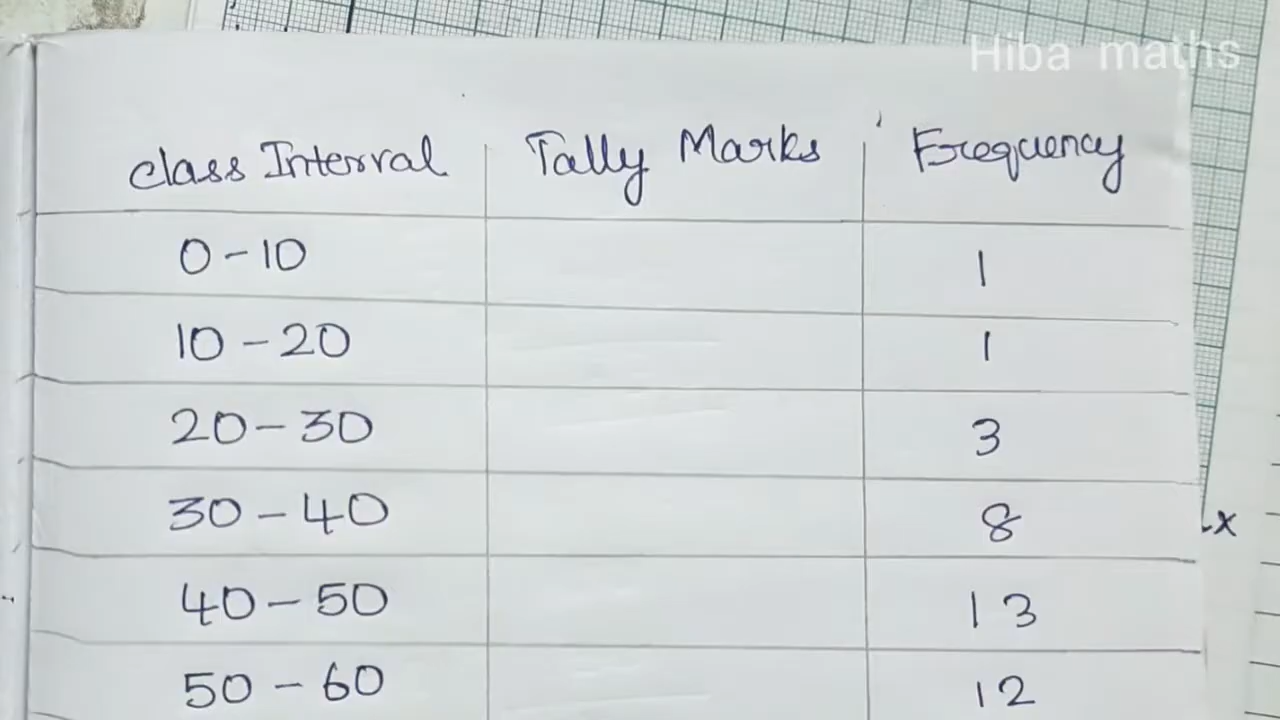 Hiba maths
Class Interval Tally Marks Frequency
0-10 1
10-20 1
20-30 3
30-40 8
x
40-50 13
50-60 12